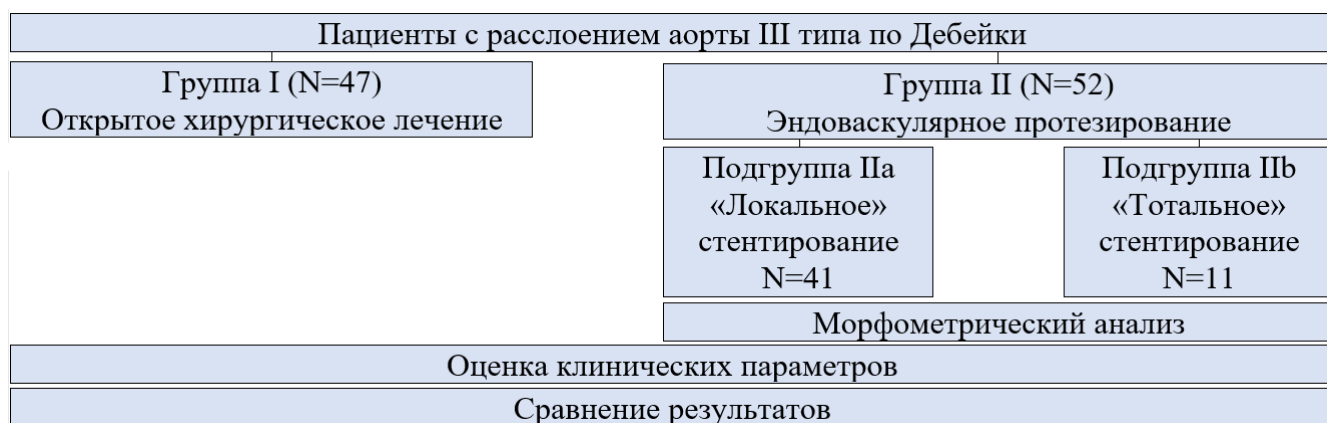 Пациенты с расслоением аорты III типа по Дебейки
Группа I (N=47)
Открытое хирургическое лечение
Группа II (N=52)
Эндоваскулярное протезирование
Подгруппа IIa
«Локальное»
стентирование
N=41
Подгруппа IIb
«Тотальное»
стентирование
N=11
Морфометрический анализ
Оценка клинических параметров
Сравнение результатов